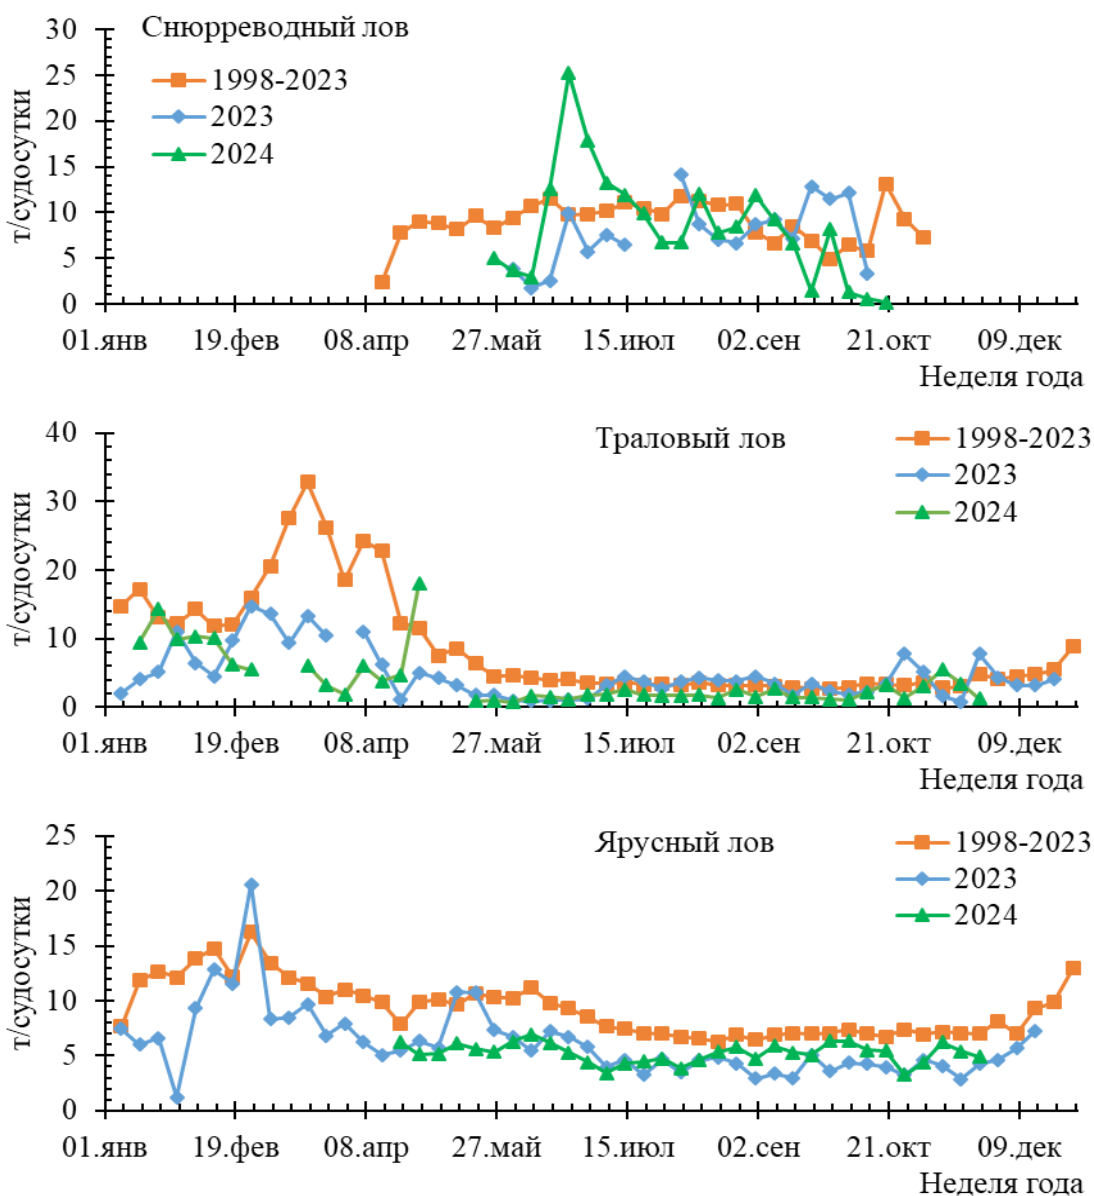 Снюрреводный лов
1998-2023
2023
2024
т/судосутки
30
25
20
15
10
5
0
01.янв 19.фев 08.апр 27.май 15.июл 02.сен 21.окт 09.дек
Неделя года
Траловый лов
1998-2023
2023
2024
т/судосутки
40
30
20
10
0
01.янв 19.фев 08.апр 27.май 15.июл 02.сен 21.окт 09.дек
Неделя года
Ярусный лов
1998-2023
2023
2024
т/судосутки
25
20
15
10
5
0
01.янв 19.фев 08.апр 27.май 15.июл 02.сен 21.окт 09.дек
Неделя года